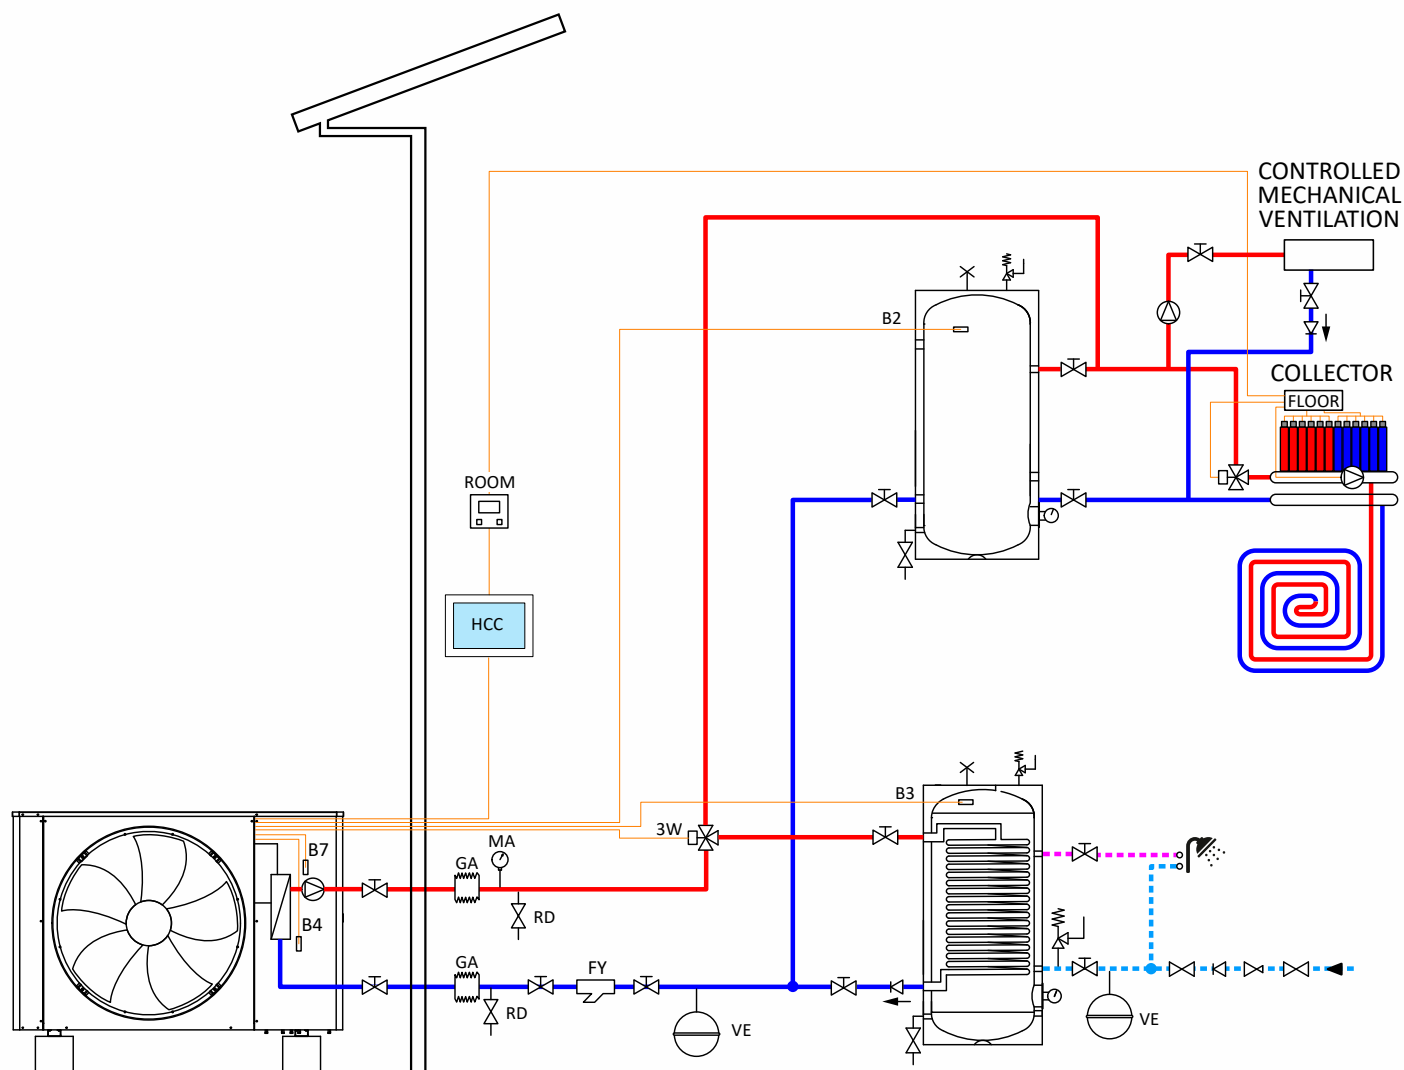 CONTROLLED
MECHANICAL
VENTILATION
B2
COLLECTOR
FLOOR
ROOM
HCC
B3
3W
MA
B7
GA
RD
B4
GA
FY
RD
VE
VE